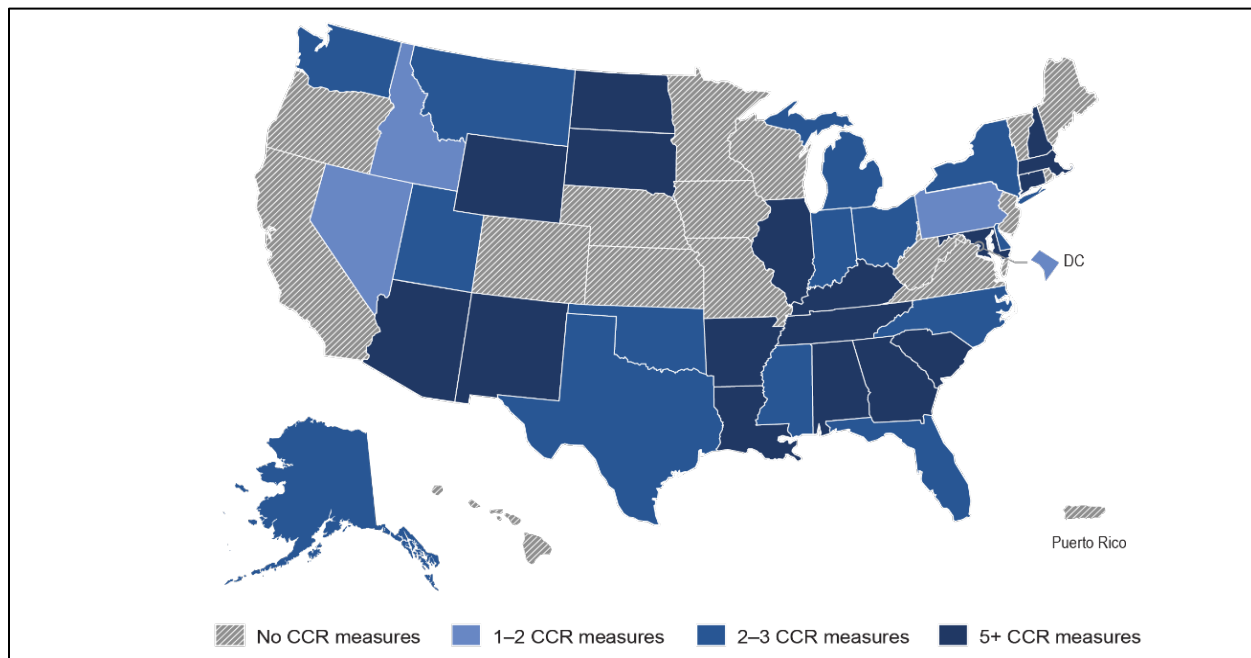 DC
Puerto Rico
No CCR measures
1–2 CCR measures
2–3 CCR measures
5+ CCR measures